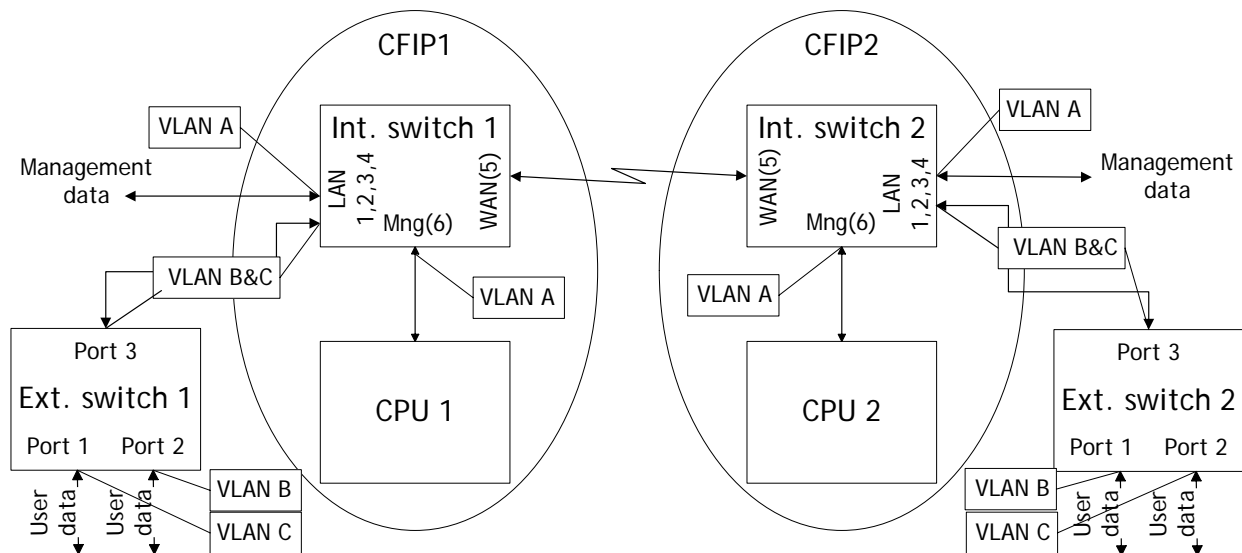 CFIP1
CFIP2
VLAN A
Int. switch 1
LAN
1,2,3,4
WAN(5)
Mng(6)
Int. switch 2
WAN(5)
LAN
1,2,3,4
Mng(6)
VLAN A
Management
data
Management
data
VLAN B&C
VLAN A
VLAN A
VLAN B&C
Port 3
Ext. switch 1
Port 1
Port 2
CPU 1
CPU 2
Port 3
Ext. switch 2
Port 1
Port 2
User
data
User
data
VLAN B
VLAN C
VLAN B
VLAN C
User
data
User
data